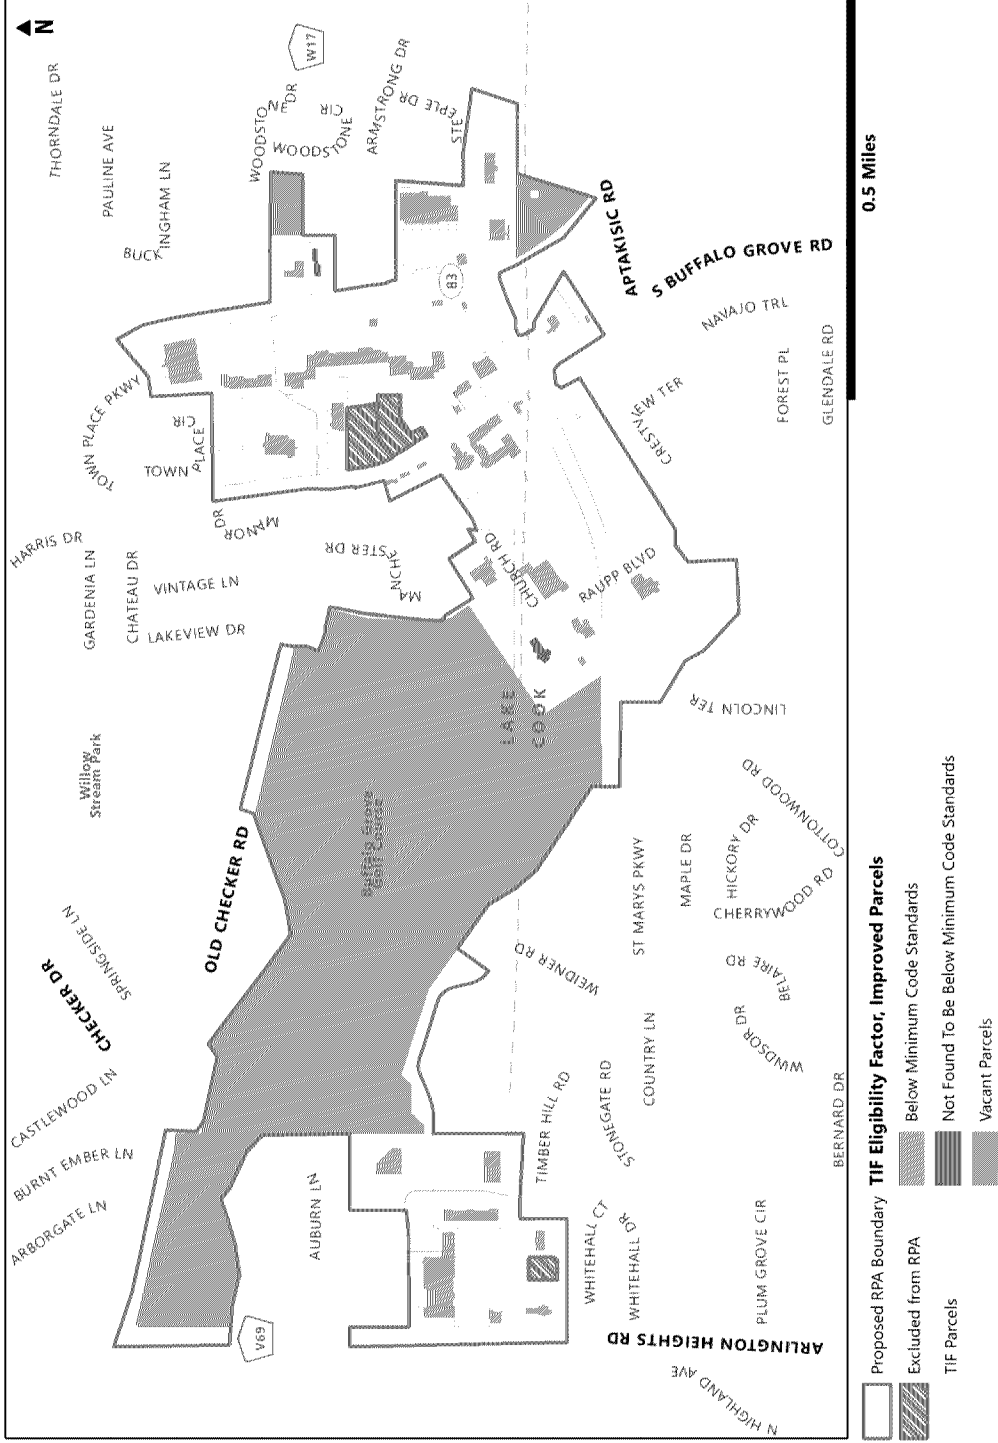 N
THORNDALE DR
PAULINE AVE
BUCKINGHAM LN
WOODSTONE DR
WOODSTONE CIR
W17
ARMSTRONG DR
STEEPLE DR
TOWN PLACE PKWY
TOWN PLACE CIR
83
APTAKISIC RD
S BUFFALO GROVE RD
NAVAJO TRL
FOREST PL
GLENDALE RD
CRESTVIEW TER
HARRIS DR
GARDENIA LN
CHATEAU DR
VINTAGE LN
LAKEVIEW DR
MANOR DR
MANCHESTER DR
CHURCH RD
RAUPP BLVD
LINCOLN TER
LAKE
COOK
Willow
Stream Park
Buffalo Grove
Golf Course
OLD CHECKER RD
CHECKER DR
SPRINGSIDE LN
CASTLEWOOD LN
BURNT EMBER LN
ARBORGATE LN
AUBURN LN
V69
WEIDNER RD
ST MARYS PKWY
MAPLE DR
HICKORY DR
CHERRYWOOD RD
COTTONWOOD RD
BELAIRE RD
WINDSOR DR
COUNTRY LN
STONEGATE RD
TIMBER HILL RD
BERNARD DR
WHITEHALL CT
WHITEHALL DR
PLUM GROVE CIR
ARLINGTON HEIGHTS RD
N HIGHLAND AVE
0.5 Miles
Proposed RPA Boundary
Excluded from RPA
TIF Parcels
TIF Eligibility Factor, Improved Parcels
Below Minimum Code Standards
Not Found To Be Below Minimum Code Standards
Vacant Parcels